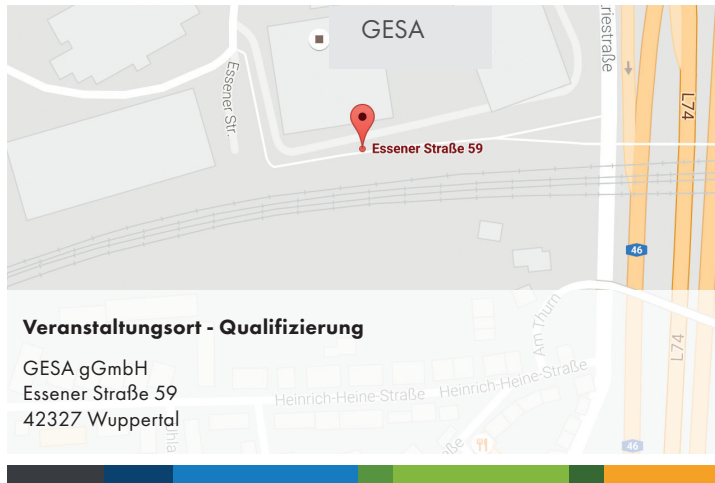 GESA
Essener Str.
L74
Essener Straße 59
46
Veranstaltungsort - Qualifizierung
GESA gGmbH
Essener Straße 59
42327 Wuppertal
Am Thurn
L74
Heinrich-Heine-Straße
Heinrich-Heine-Straße
46